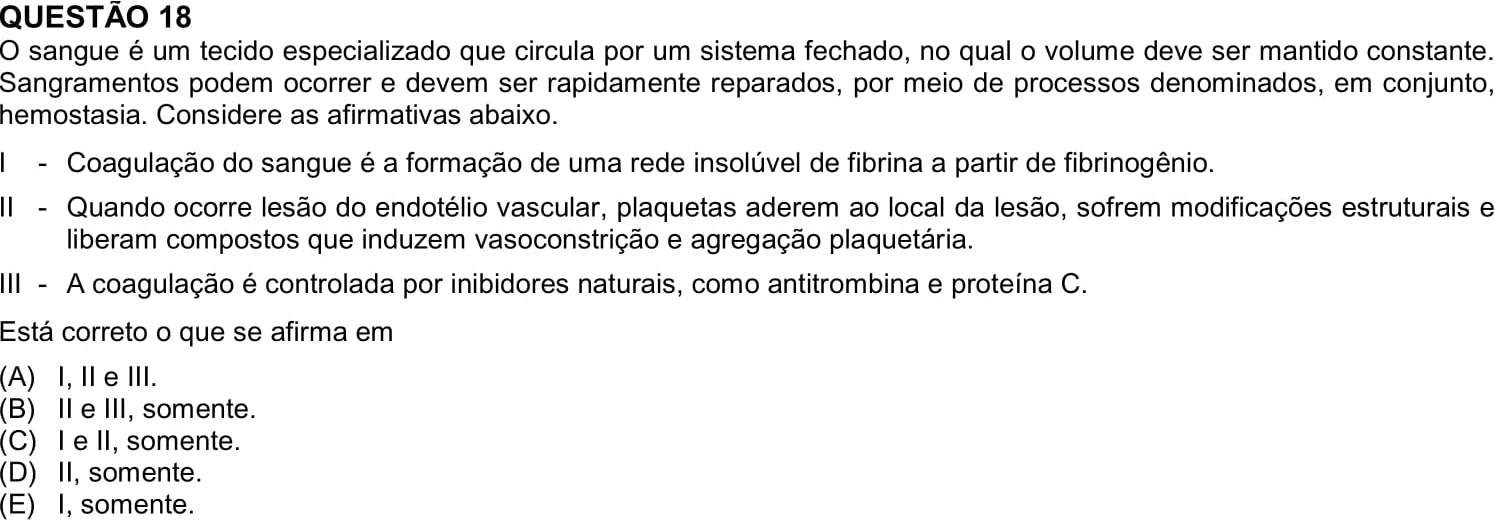 QUESTÃO 18
O sangue é um tecido especializado que circula por um sistema fechado, no qual o volume deve ser mantido constante.
Sangramentos podem ocorrer e devem ser rapidamente reparados, por meio de processos denominados, em conjunto,
hemostasia. Considere as afirmativas abaixo.
I - Coagulação do sangue é a formação de uma rede insolúvel de fibrina a partir de fibrinogênio.
II - Quando ocorre lesão do endotélio vascular, plaquetas aderem ao local da lesão, sofrem modificações estruturais e
liberam compostos que induzem vasoconstrição e agregação plaquetária.
III - A coagulação é controlada por inibidores naturais, como antitrombina e proteína C.
Está correto o que se afirma em
(A) I, II e III.
(B) II e III, somente.
(C) I e II, somente.
(D) II, somente.
(E) I, somente.